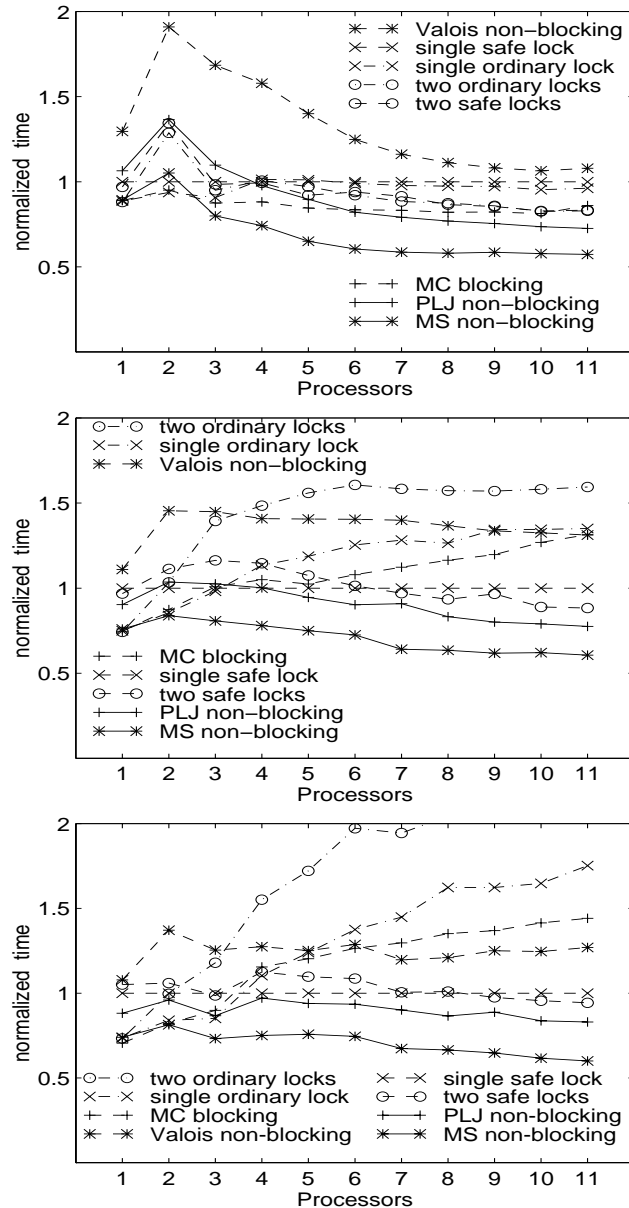 2
Valois non−blocking
single safe lock
single ordinary lock
two ordinary locks
two safe locks
1.5
normalized time
1
0.5
MC blocking
PLJ non−blocking
MS non−blocking
1 2 3 4 5 6 7 8 9 10 11
Processors
2
two ordinary locks
single ordinary lock
Valois non−blocking
1.5
normalized time
1
MC blocking
single safe lock
two safe locks
PLJ non−blocking
MS non−blocking
0.5
1 2 3 4 5 6 7 8 9 10 11
Processors
2
1.5
normalized time
1
0.5
two ordinary locks single safe lock
single ordinary lock two safe locks
MC blocking PLJ non-blocking
Valois non-blocking MS non-blocking
1 2 3 4 5 6 7 8 9 10 11
Processors